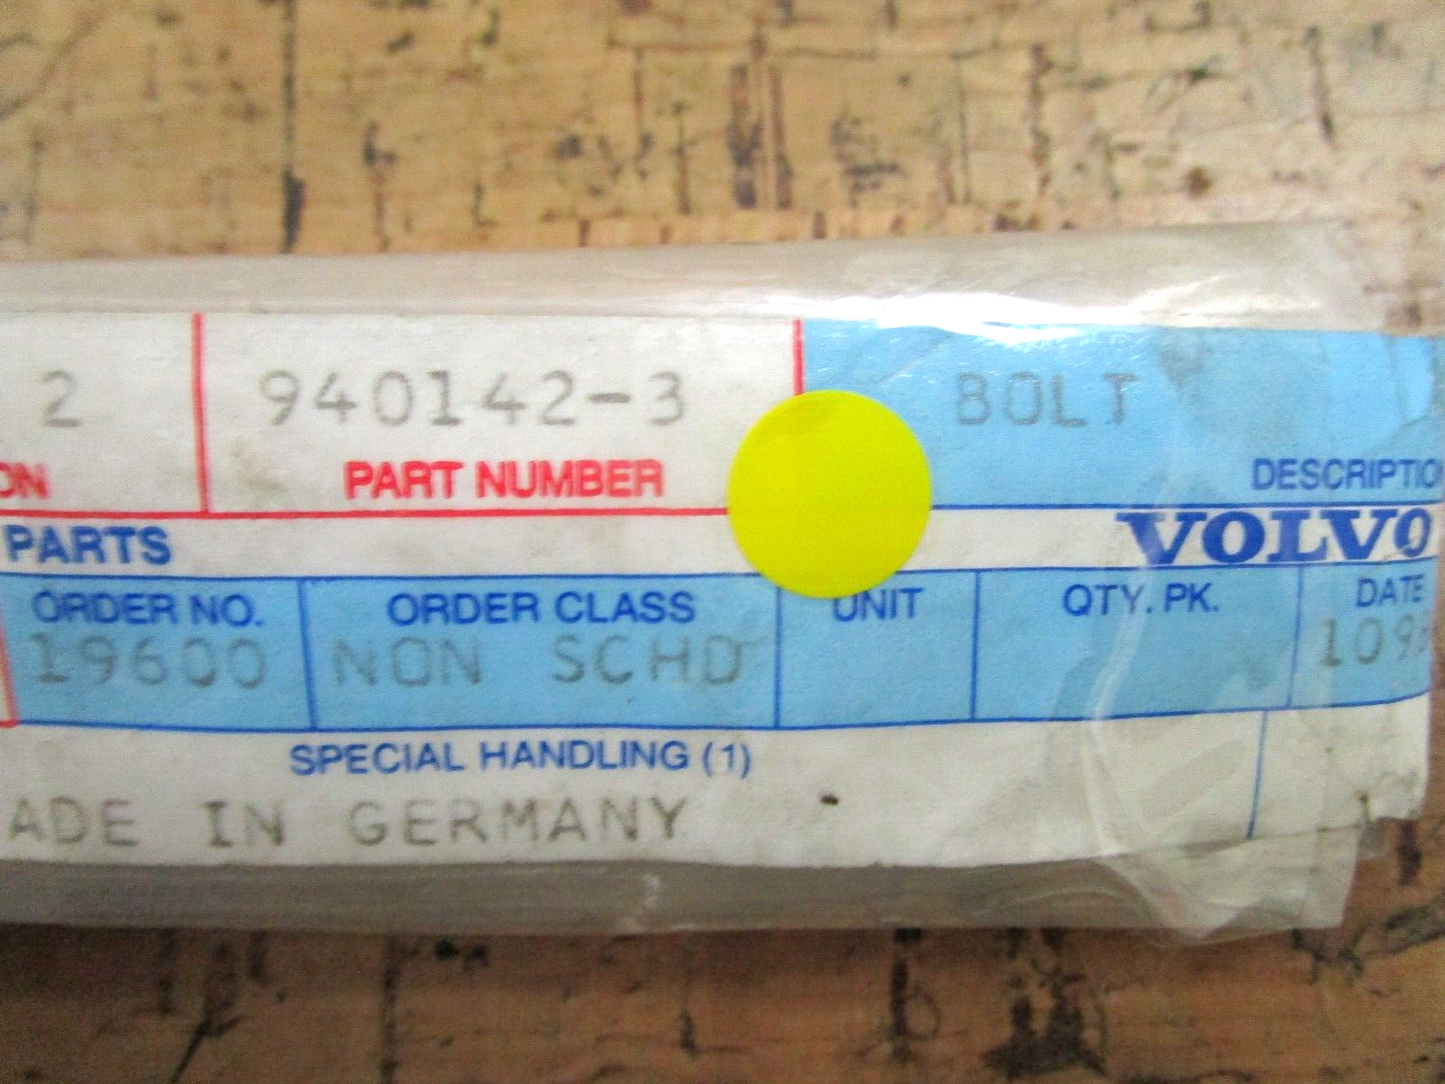 2 940142-3 BOLT
ON PART NUMBER DESCRIPTIO
PARTS VOLVO
ORDER NO. ORDER CLASS UNIT QTY. PK. DATE
19600 NON SCHD 109
SPECIAL HANDLING (1)
ADE IN GERMANY